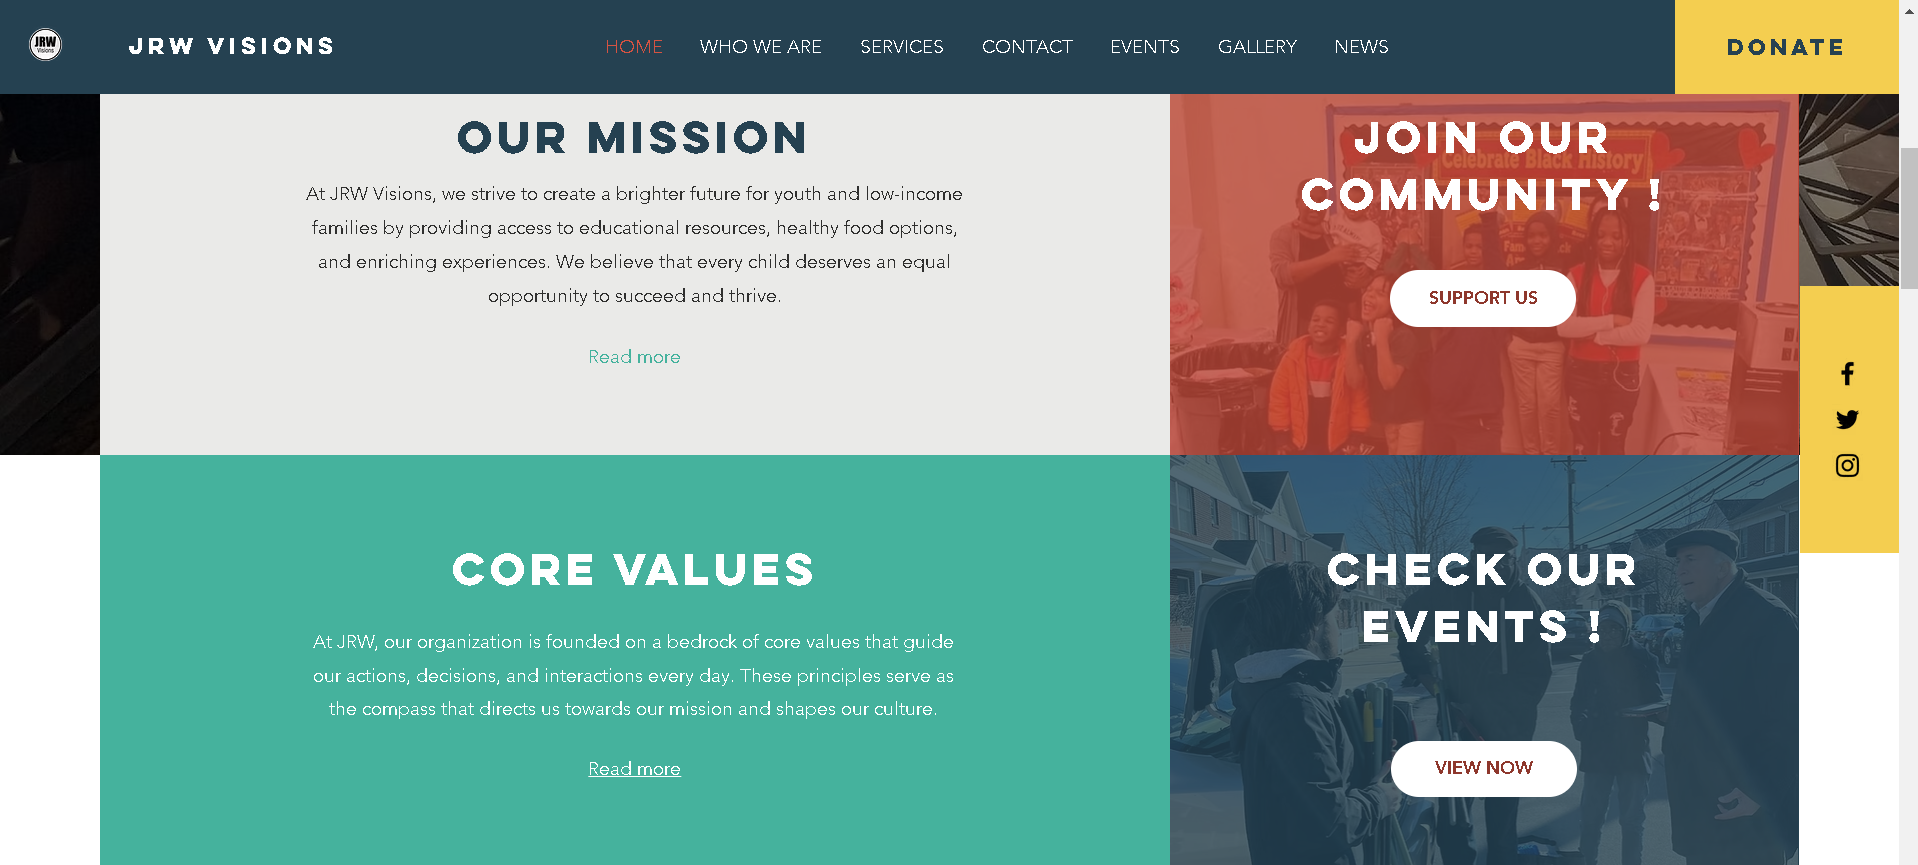 JRW
Visions
JRW VISIONS
HOME
WHO WE ARE
SERVICES
CONTACT
EVENTS
GALLERY
NEWS
DONATE
OUR MISSION
At JRW Visions, we strive to create a brighter future for youth and low-income
families by providing access to educational resources, healthy food options,
and enriching experiences. We believe that every child deserves an equal
opportunity to succeed and thrive.
Read more
JOIN OUR
COMMUNITY !
Celebrate Black History
SUPPORT US
CORE VALUES
At JRW, our organization is founded on a bedrock of core values that guide
our actions, decisions, and interactions every day. These principles serve as
the compass that directs us towards our mission and shapes our culture.
Read more
CHECK OUR
EVENTS !
VIEW NOW